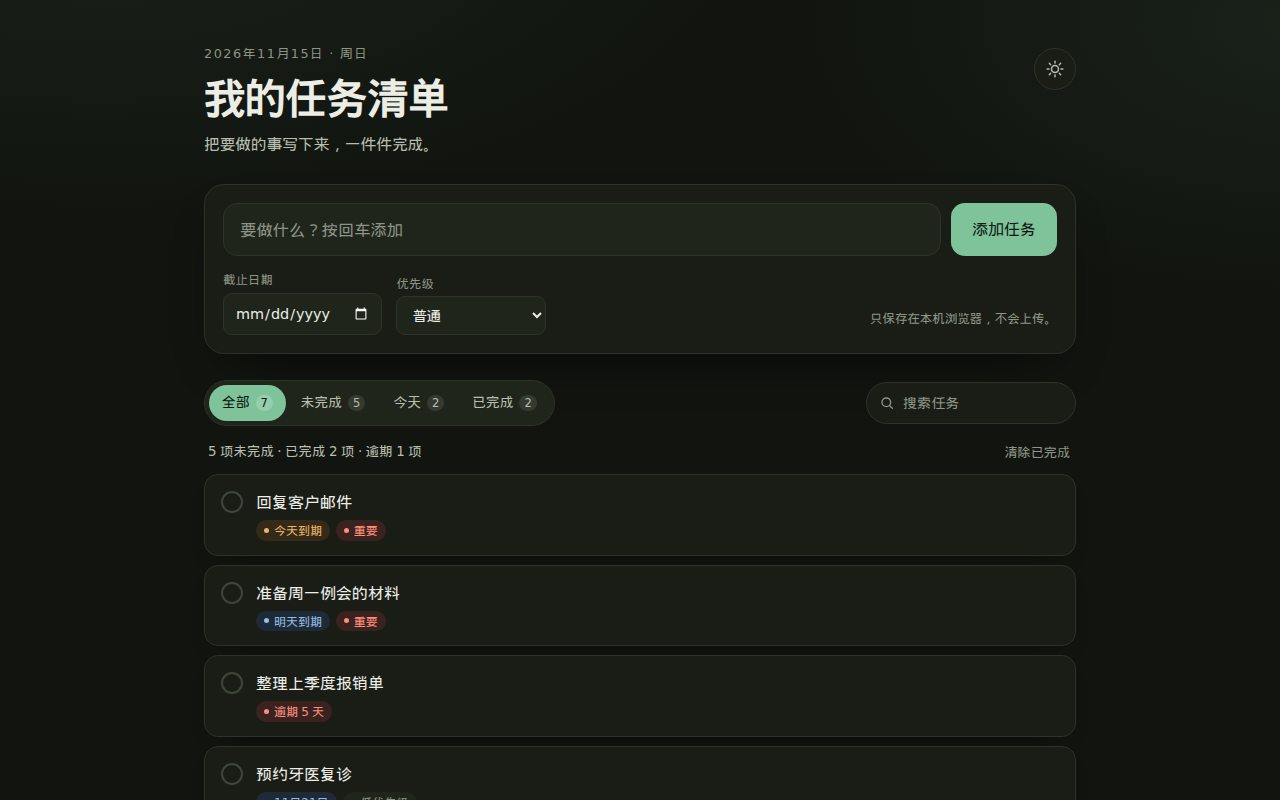 2026年11月15日 · 周日
我的任务清单
把要做的事写下来，一件件完成。
要做什么？按回车添加
添加任务
截止日期
优先级
mm/dd/yyyy
普通
只保存在本机浏览器，不会上传。
全部 7 未完成 5 今天 2 已完成 2
搜索任务
5 项未完成 · 已完成 2 项 · 逾期 1 项
清除已完成
回复客户邮件
今天到期 重要
准备周一例会的材料
明天到期 重要
整理上季度报销单
逾期 5 天
预约牙医复诊